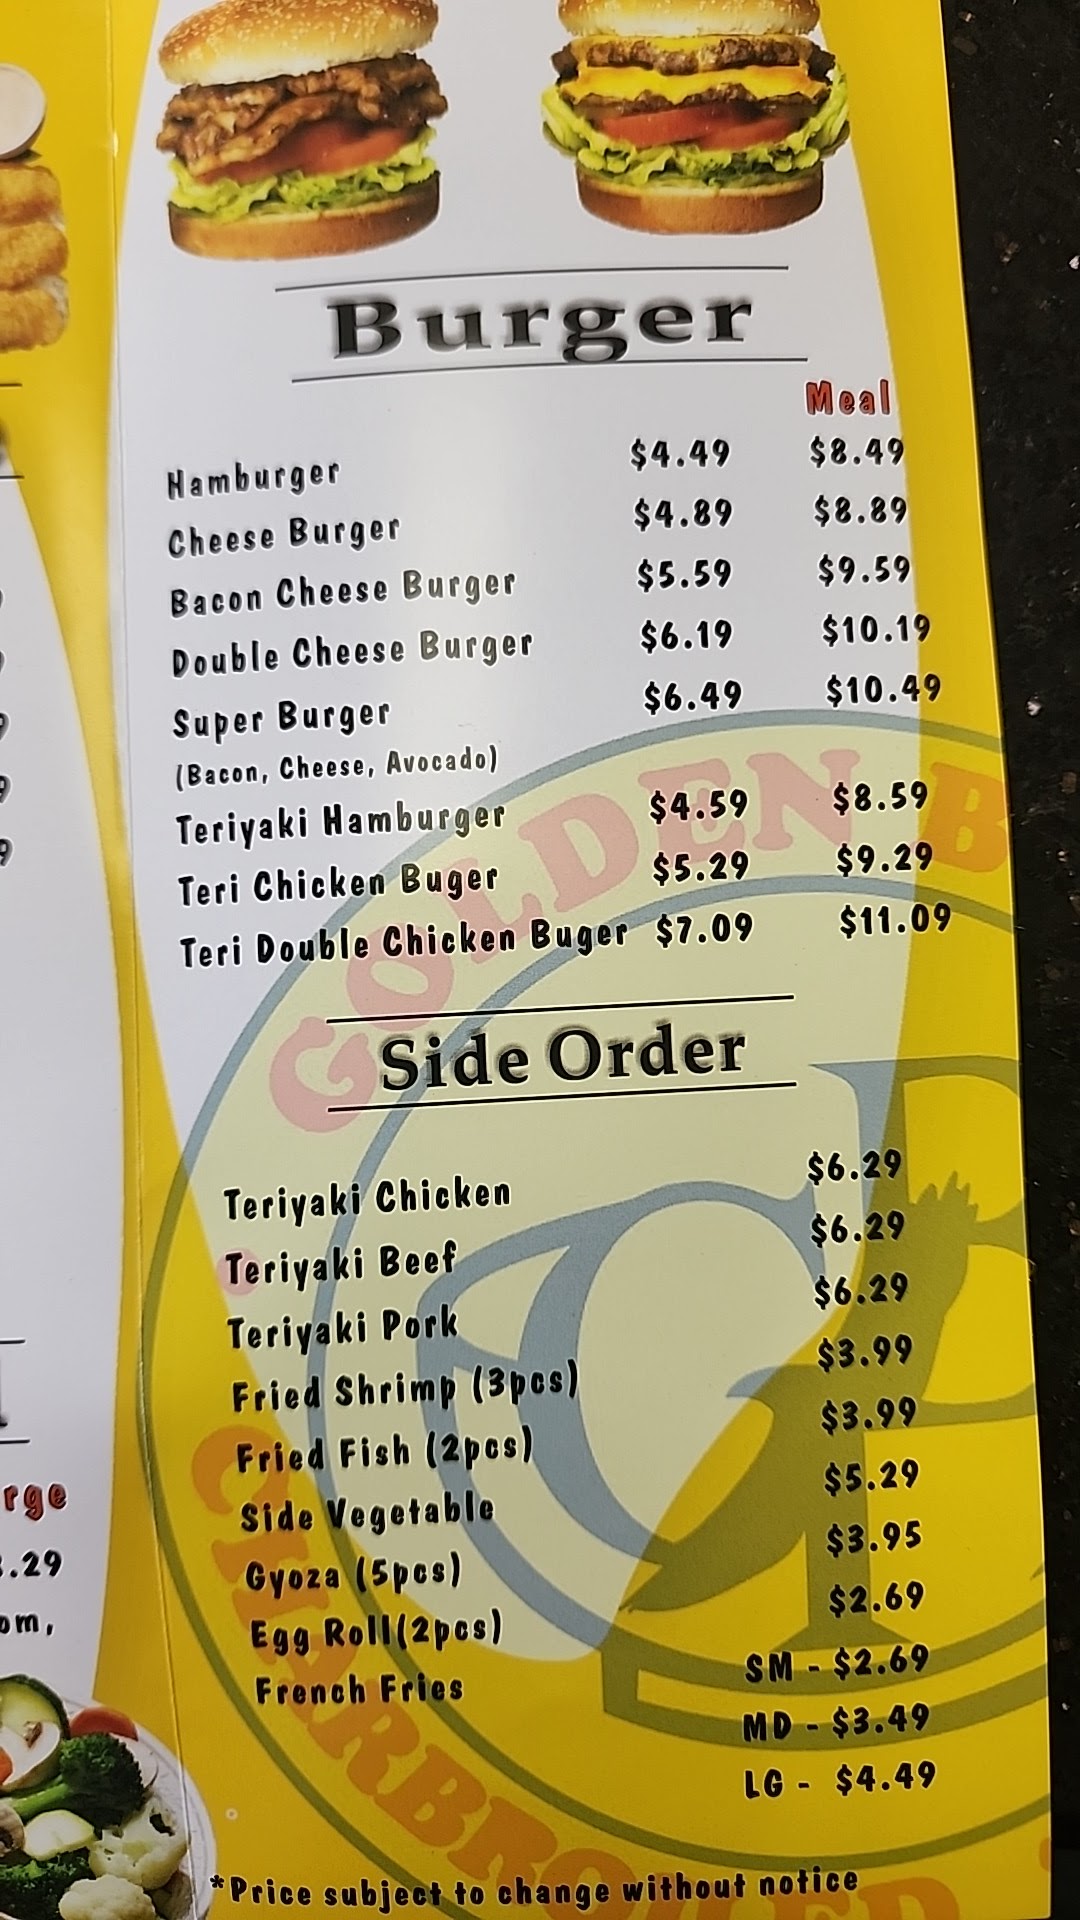 Burger
Meal
Hamburger $4.49 $8.49
Cheese Burger $4.89 $8.89
Bacon Cheese Burger $5.59 $9.59
Double Cheese Burger $6.19 $10.19
Super Burger $6.49 $10.49
(Bacon, Cheese, Avocado)
Teriyaki Hamburger $4.59 $8.59
Teri Chicken Buger $5.29 $9.29
Teri Double Chicken Buger $7.09 $11.09
GOLDEN B
Side Order
Teriyaki Chicken $6.29
Teriyaki Beef $6.29
Teriyaki Pork $6.29
Fried Shrimp (3pcs) $3.99
Fried Fish (2pcs) $3.99
Side Vegetable $5.29
Gyoza (5pcs) $3.95
Egg Roll(2pcs) $2.69
French Fries SM - $2.69
MD - $3.49
LG - $4.49
CHARBROILED
*Price subject to change without notice
rge
.29
om,